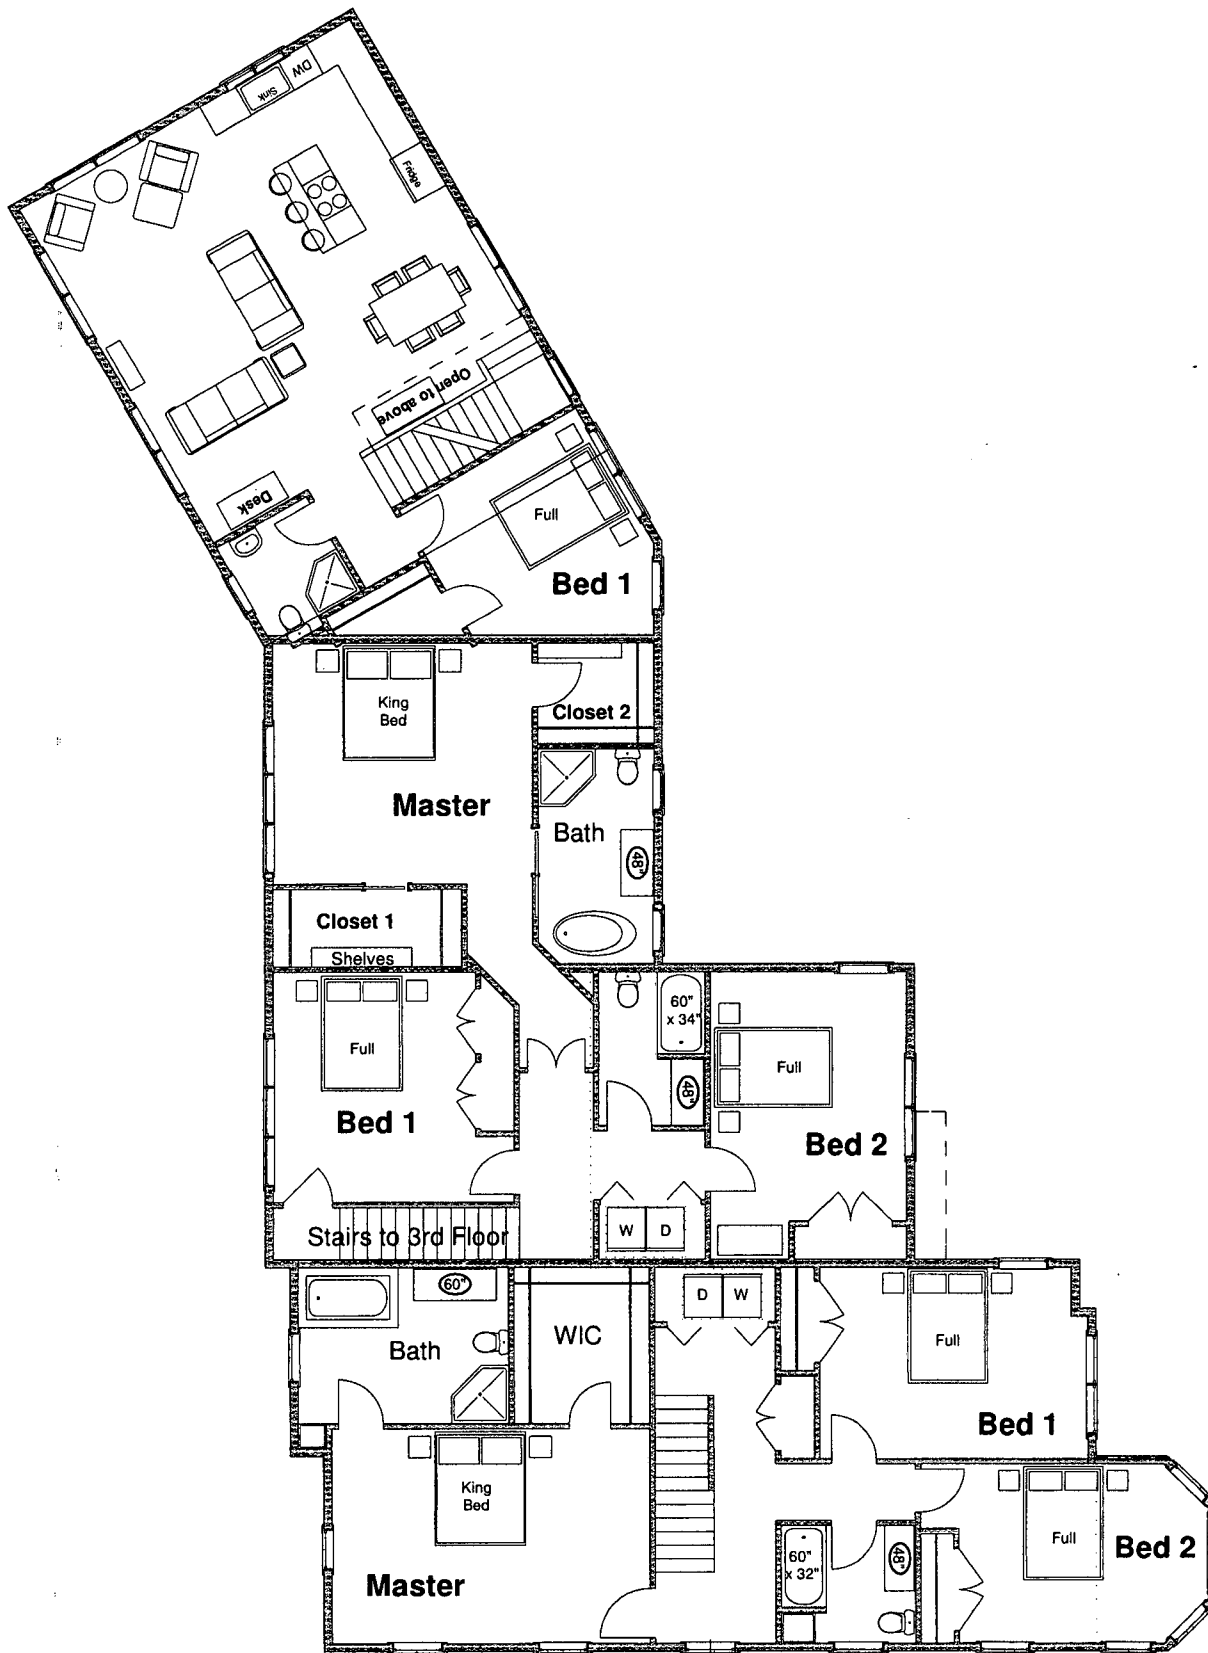 DW
Sink
Fridge
Open to above
Desk
Full
Bed 1
King
Bed
Closet 2
Master
Bath
48"
Closet 1
Shelves
60"
x 34"
Full
Full
48"
Bed 1
Bed 2
W D
Stairs to 3rd Floor
60"
D W
WIC
Bath
Full
Bed 1
King
Bed
Full
60"
x 32"
48"
Bed 2
Master